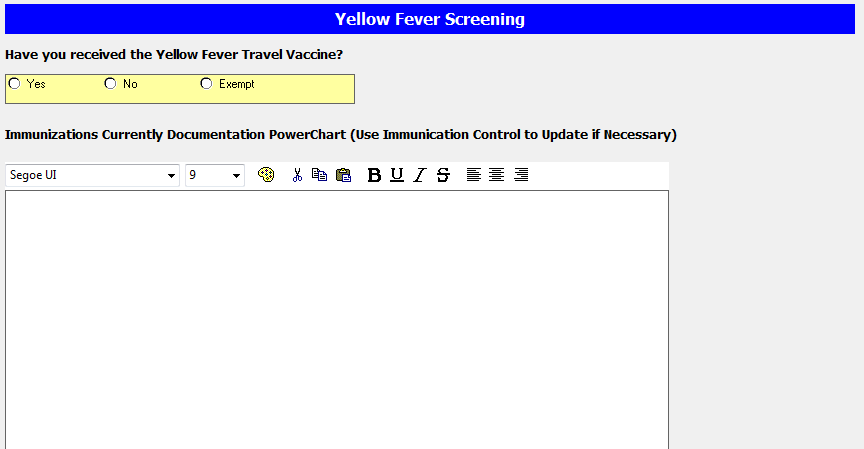 Yellow Fever Screening
Have you received the Yellow Fever Travel Vaccine?
Yes No Exempt
Immunizations Currently Documentation PowerChart (Use Immunication Control to Update if Necessary)
Segoe UI 9 B U I S